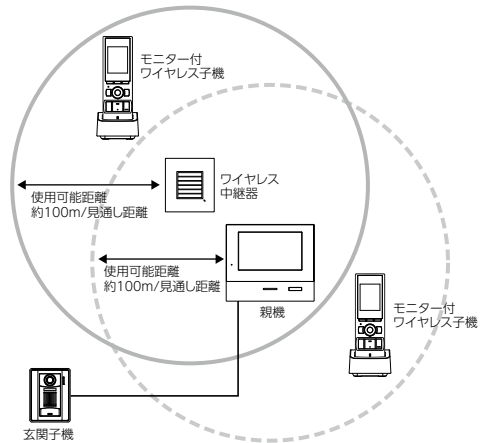 モニター付
ワイヤレス子機
ワイヤレス
中継器
使用可能距離
約100m/見通し距離
使用可能距離
約100m/見通し距離
親機
モニター付
ワイヤレス子機
玄関子機